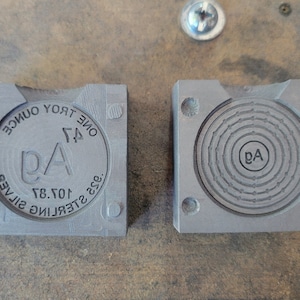 ONE TROY OUNCE
47
Ag
107.87
.925 STERLING SILVER
Ag